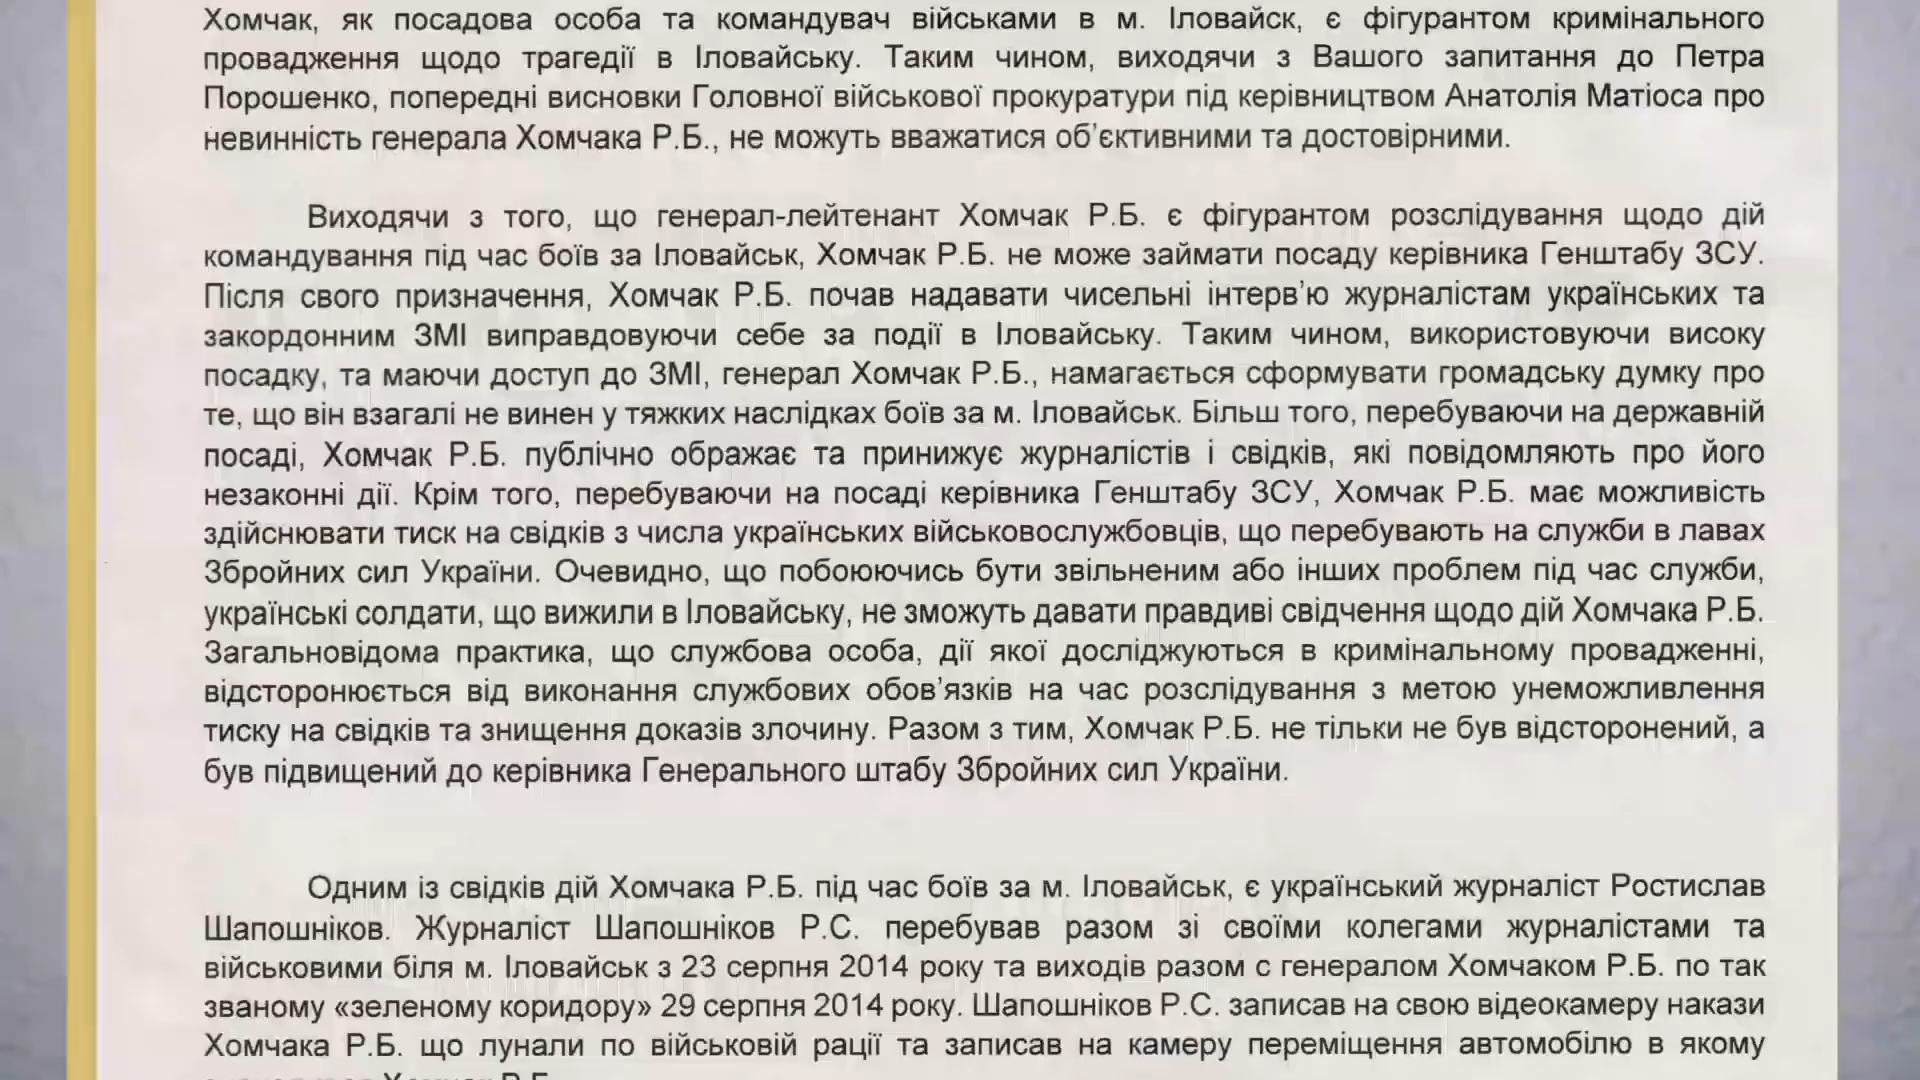 Хомчак, як посадова особа та командувач військами в м. Іловайск, є фігурантом кримінального
провадження щодо трагедії в Іловайську. Таким чином, виходячи з Вашого запитання до Петра
Порошенко, попередні висновки Головної військової прокуратури під керівництвом Анатолія Матіоса про
невинність генерала Хомчака Р.Б., не можуть вважатися об’єктивними та достовірними.
Виходячи з того, що генерал-лейтенант Хомчак Р.Б. є фігурантом розслідування щодо дій
командування під час боїв за Іловайськ, Хомчак Р.Б. не може займати посаду керівника Генштабу ЗСУ.
Після свого призначення, Хомчак Р.Б. почав надавати чисельні інтерв’ю журналістам українських та
закордонним ЗМІ виправдовуючи себе за події в Іловайську. Таким чином, використовуючи високу
посадку, та маючи доступ до ЗМІ, генерал Хомчак Р.Б., намагається сформувати громадську думку про
те, що він взагалі не винен у тяжких наслідках боїв за м. Іловайськ. Більш того, перебуваючи на державній
посаді, Хомчак Р.Б. публічно ображає та принижує журналістів і свідків, які повідомляють про його
незаконні дії. Крім того, перебуваючи на посаді керівника Генштабу ЗСУ, Хомчак Р.Б. має можливість
здійснювати тиск на свідків з числа українських військовослужбовців, що перебувають на служби в лавах
Збройних сил України. Очевидно, що побоюючись бути звільненим або інших проблем під час служби,
українські солдати, що вижили в Іловайську, не зможуть давати правдиві свідчення щодо дій Хомчака Р.Б.
Загальновідома практика, що службова особа, дії якої досліджуються в кримінальному провадженні,
відсторонюється від виконання службових обов’язків на час розслідування з метою унеможливлення
тиску на свідків та знищення доказів злочину. Разом з тим, Хомчак Р.Б. не тільки не був відсторонений, а
був підвищений до керівника Генерального штабу Збройних сил України.
Одним із свідків дій Хомчака Р.Б. під час боїв за м. Іловайськ, є український журналіст Ростислав
Шапошніков. Журналіст Шапошніков Р.С. перебував разом зі своїми колегами журналістами та
військовими біля м. Іловайськ з 23 серпня 2014 року та виходів разом с генералом Хомчаком Р.Б. по так
званому «зеленому коридору» 29 серпня 2014 року. Шапошніков Р.С. записав на свою відеокамеру накази
Хомчака Р.Б. що лунали по військовій рації та записав на камеру переміщення автомобілю в якому
Хомчак Р.Б.